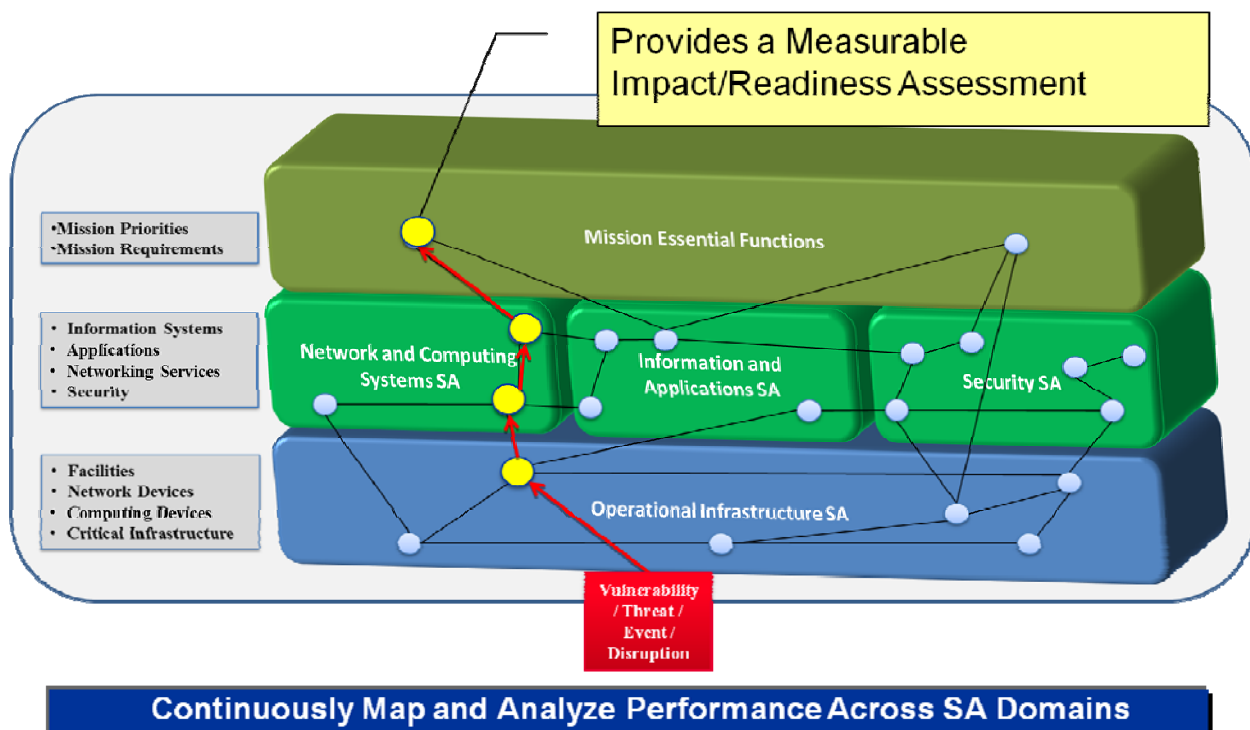 Provides a Measurable
Impact/Readiness Assessment
•Mission Priorities
•Mission Requirements
Mission Essential Functions
• Information Systems
• Applications
• Networking Services
• Security
Network and Computing
Systems SA
Information and
Applications SA
Security SA
• Facilities
• Network Devices
• Computing Devices
• Critical Infrastructure
Operational Infrastructure SA
Vulnerability
/ Threat /
Event /
Disruption
Continuously Map and Analyze Performance Across SA Domains